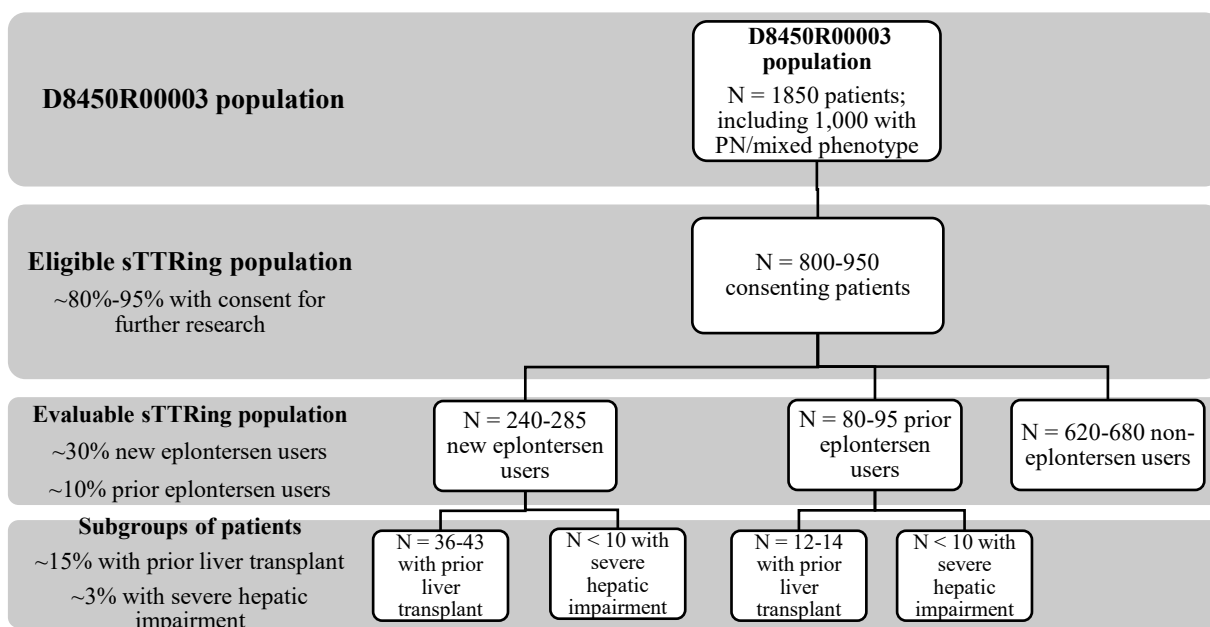 D8450R00003 population
D8450R00003
population
N = 1850 patients;
including 1,000 with
PN/mixed phenotype
Eligible sTTRing population
~80%-95% with consent for
further research
N = 800-950
consenting patients
Evaluable sTTRing population
~30% new eplontersen users
~10% prior eplontersen users
N = 240-285
new eplontersen
users
N = 80-95 prior
eplontersen
users
N = 620-680 non-
eplontersen users
Subgroups of patients
~15% with prior liver transplant
~3% with severe hepatic
impairment
N = 36-43
with prior
liver
transplant
N < 10 with
severe
hepatic
impairment
N = 12-14
with prior
liver
transplant
N < 10 with
severe
hepatic
impairment